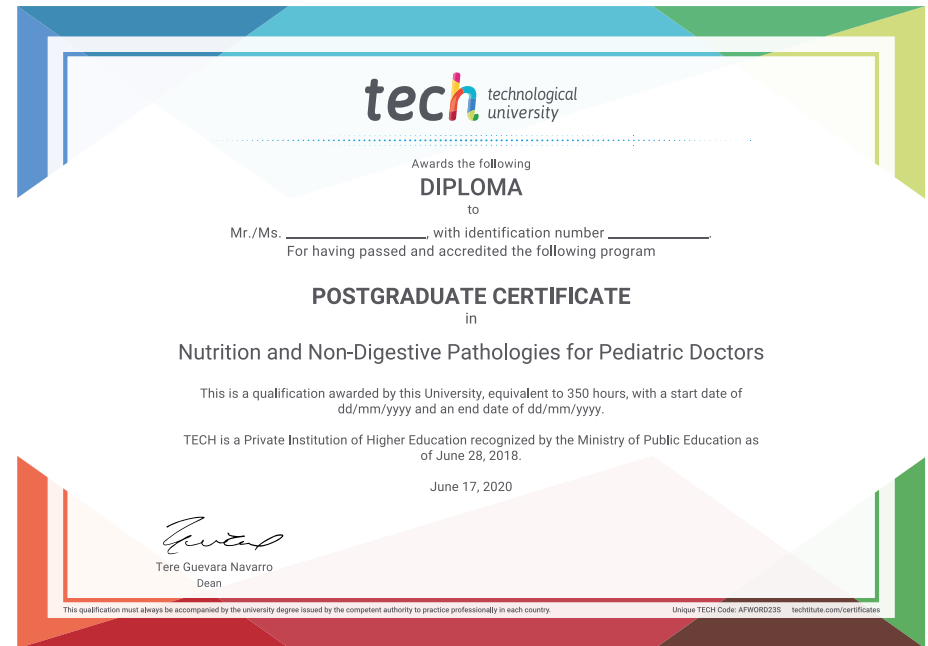 tech technological
university
Awards the following
DIPLOMA
to
Mr./Ms. ____________, with identification number ____________.
For having passed and accredited the following program
POSTGRADUATE CERTIFICATE
in
Nutrition and Non-Digestive Pathologies for Pediatric Doctors
This is a qualification awarded by this University, equivalent to 350 hours, with a start date of
dd/mm/yyyy and an end date of dd/mm/yyyy.
TECH is a Private Institution of Higher Education recognized by the Ministry of Public Education as
of June 28, 2018.
June 17, 2020
Tere Guevara Navarro
Dean
This qualification must always be accompanied by the university degree issued by the competent authority to practice professionally in each country.
Unique TECH Code: AFWORD23S techtitute.com/certificates